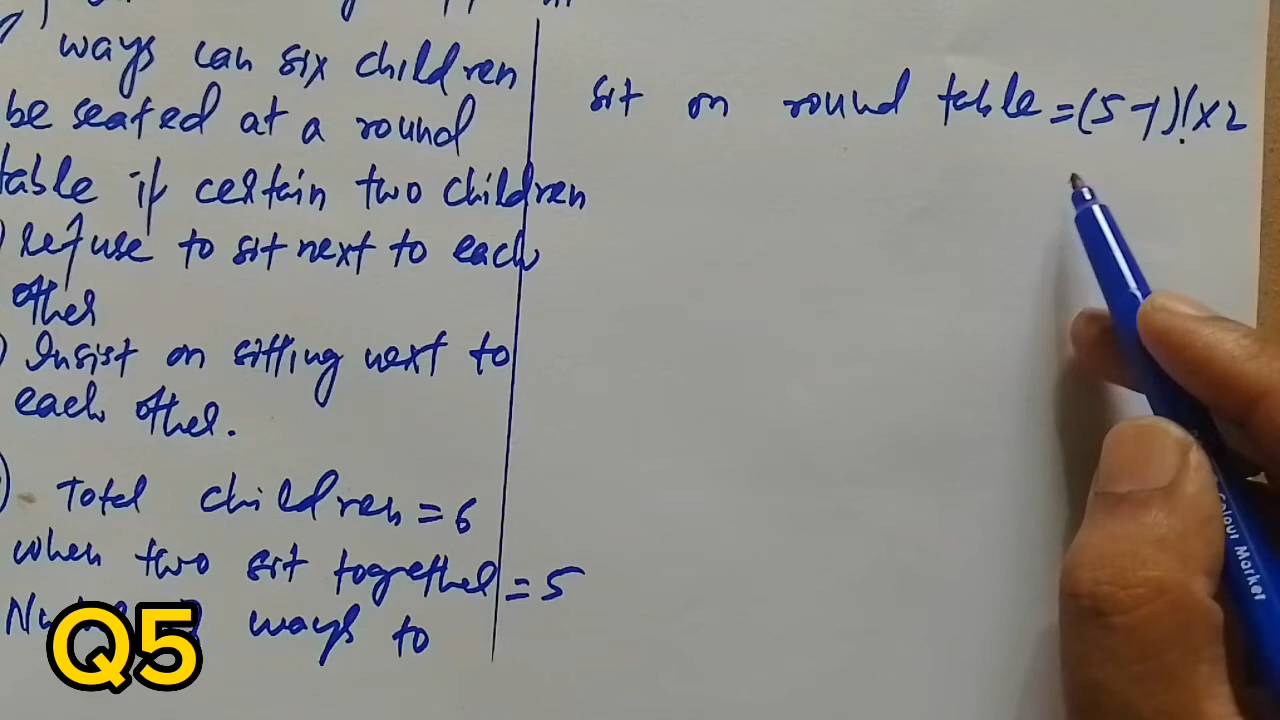 ways can six children
be seated at a round
table if certain two children
) Refuse to sit next to each
other
) Insist on sitting next to
each other.
) Total children = 6
when two sit together = 5
ways to
sit on round table = (5-1)! x 2
Colour Marker
Q5